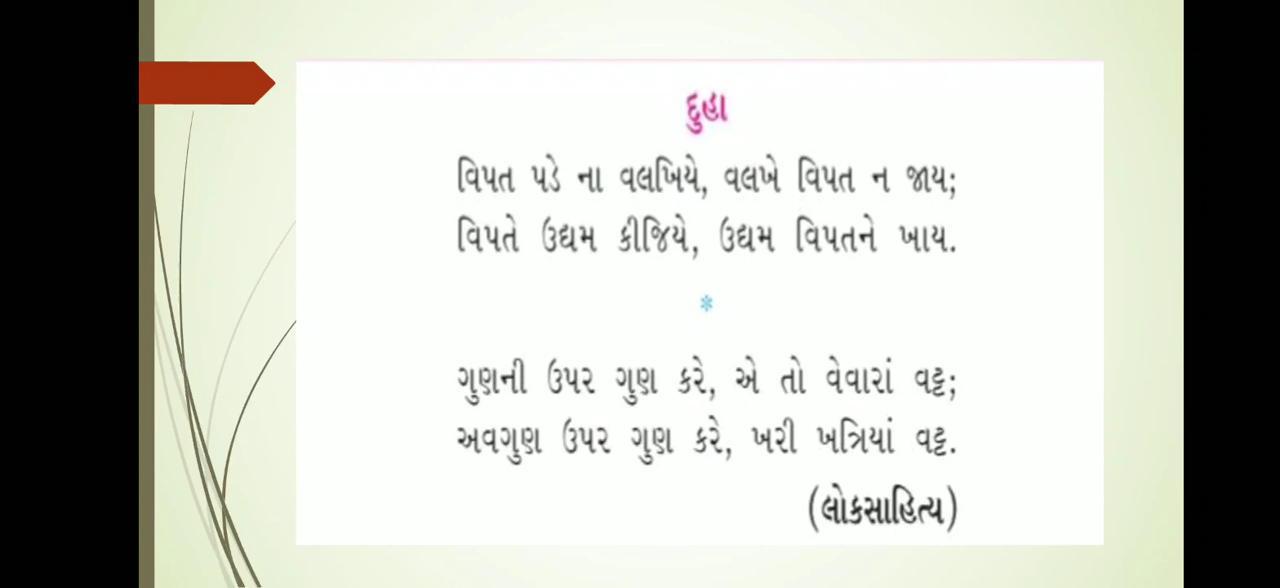 દુહા
વિપત પડે ના વલખિયે, વલખે વિપત ન જાય;
વિપતે ઉદ્યમ કીજિયે, ઉદ્યમ વિપતને ખાય.
*
ગુણની ઉપર ગુણ કરે, એ તો વેવારાં વટ્ટ;
અવગુણ ઉપર ગુણ કરે, ખરી ખત્રિયાં વટ્ટ.
(લોકસાહિત્ય)